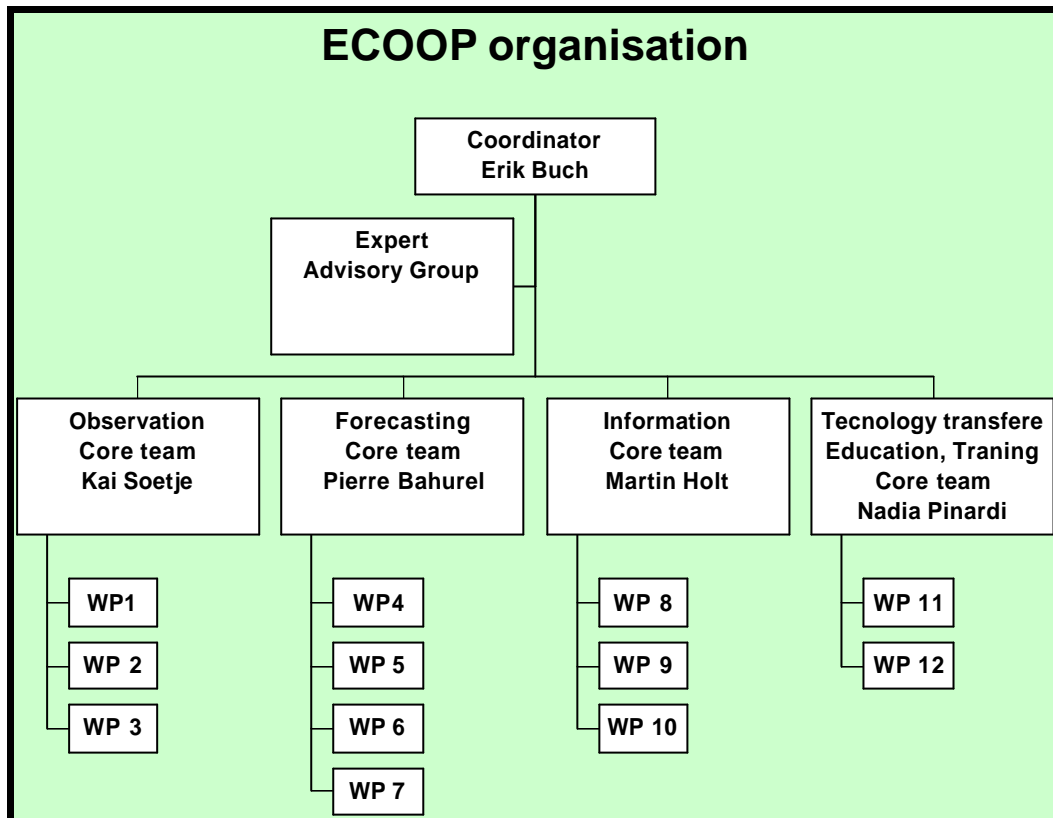 ECOOP organisation
Coordinator
Erik Buch
Expert
Advisory Group
Observation
Core team
Kai Soetje
Forecasting
Core team
Pierre Bahurel
Information
Core team
Martin Holt
Tecnology transfere
Education, Traning
Core team
Nadia Pinardi
WP1
WP 2
WP 3
WP4
WP 5
WP 6
WP 7
WP 8
WP 9
WP 10
WP 11
WP 12